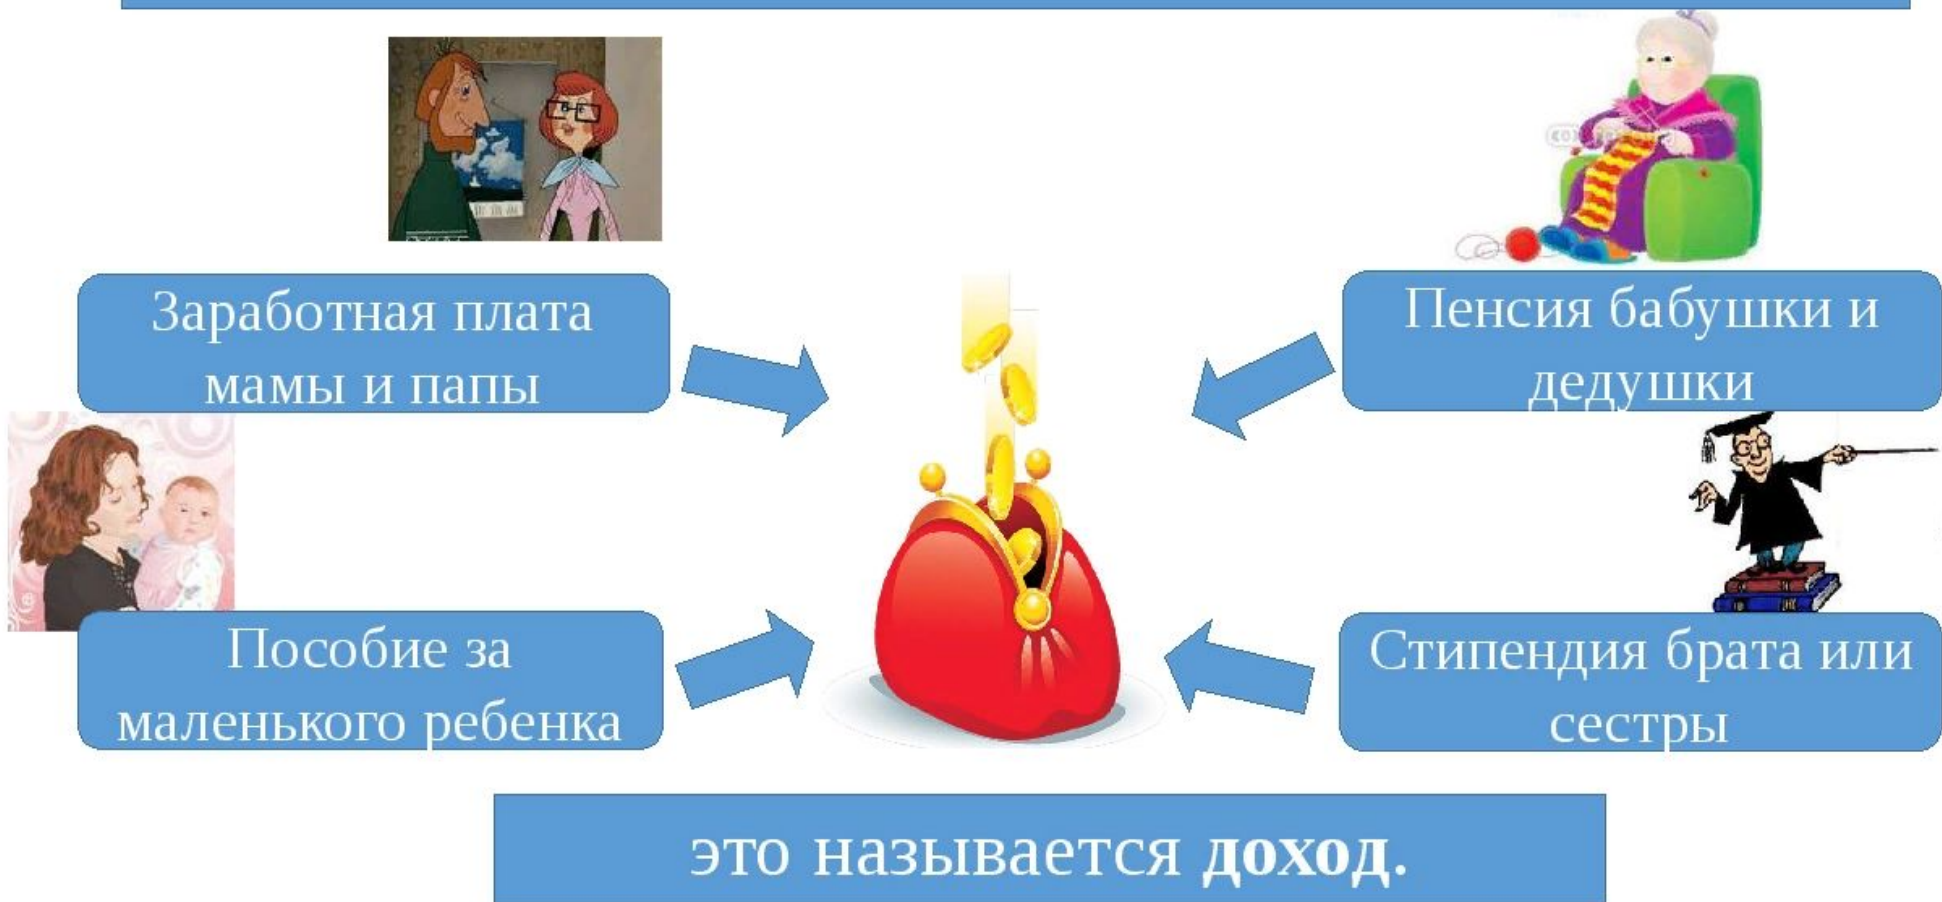 Заработная плата
мамы и папы
Пенсия бабушки и
дедушки
Пособие за
маленького ребенка
Стипендия брата или
сестры
это называется доход.